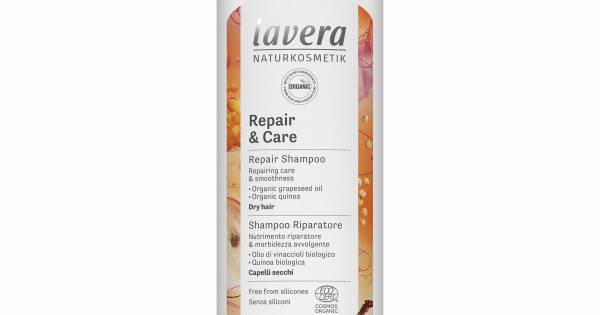 lavera
NATURKOSMETIK
ORGANIC
Repair
& Care
Repair Shampoo
Repairing care
& smoothness
• Organic grapeseed oil
• Organic quinoa
Dry hair
Shampoo Riparatore
Nutrimento riparatore
& morbidezza avvolgente
• Olio di vinaccioli biologico
• Quinoa biologica
Capelli secchi
Free from silicones
Senza siliconi
ECO
CERT
COSMOS
ORGANIC